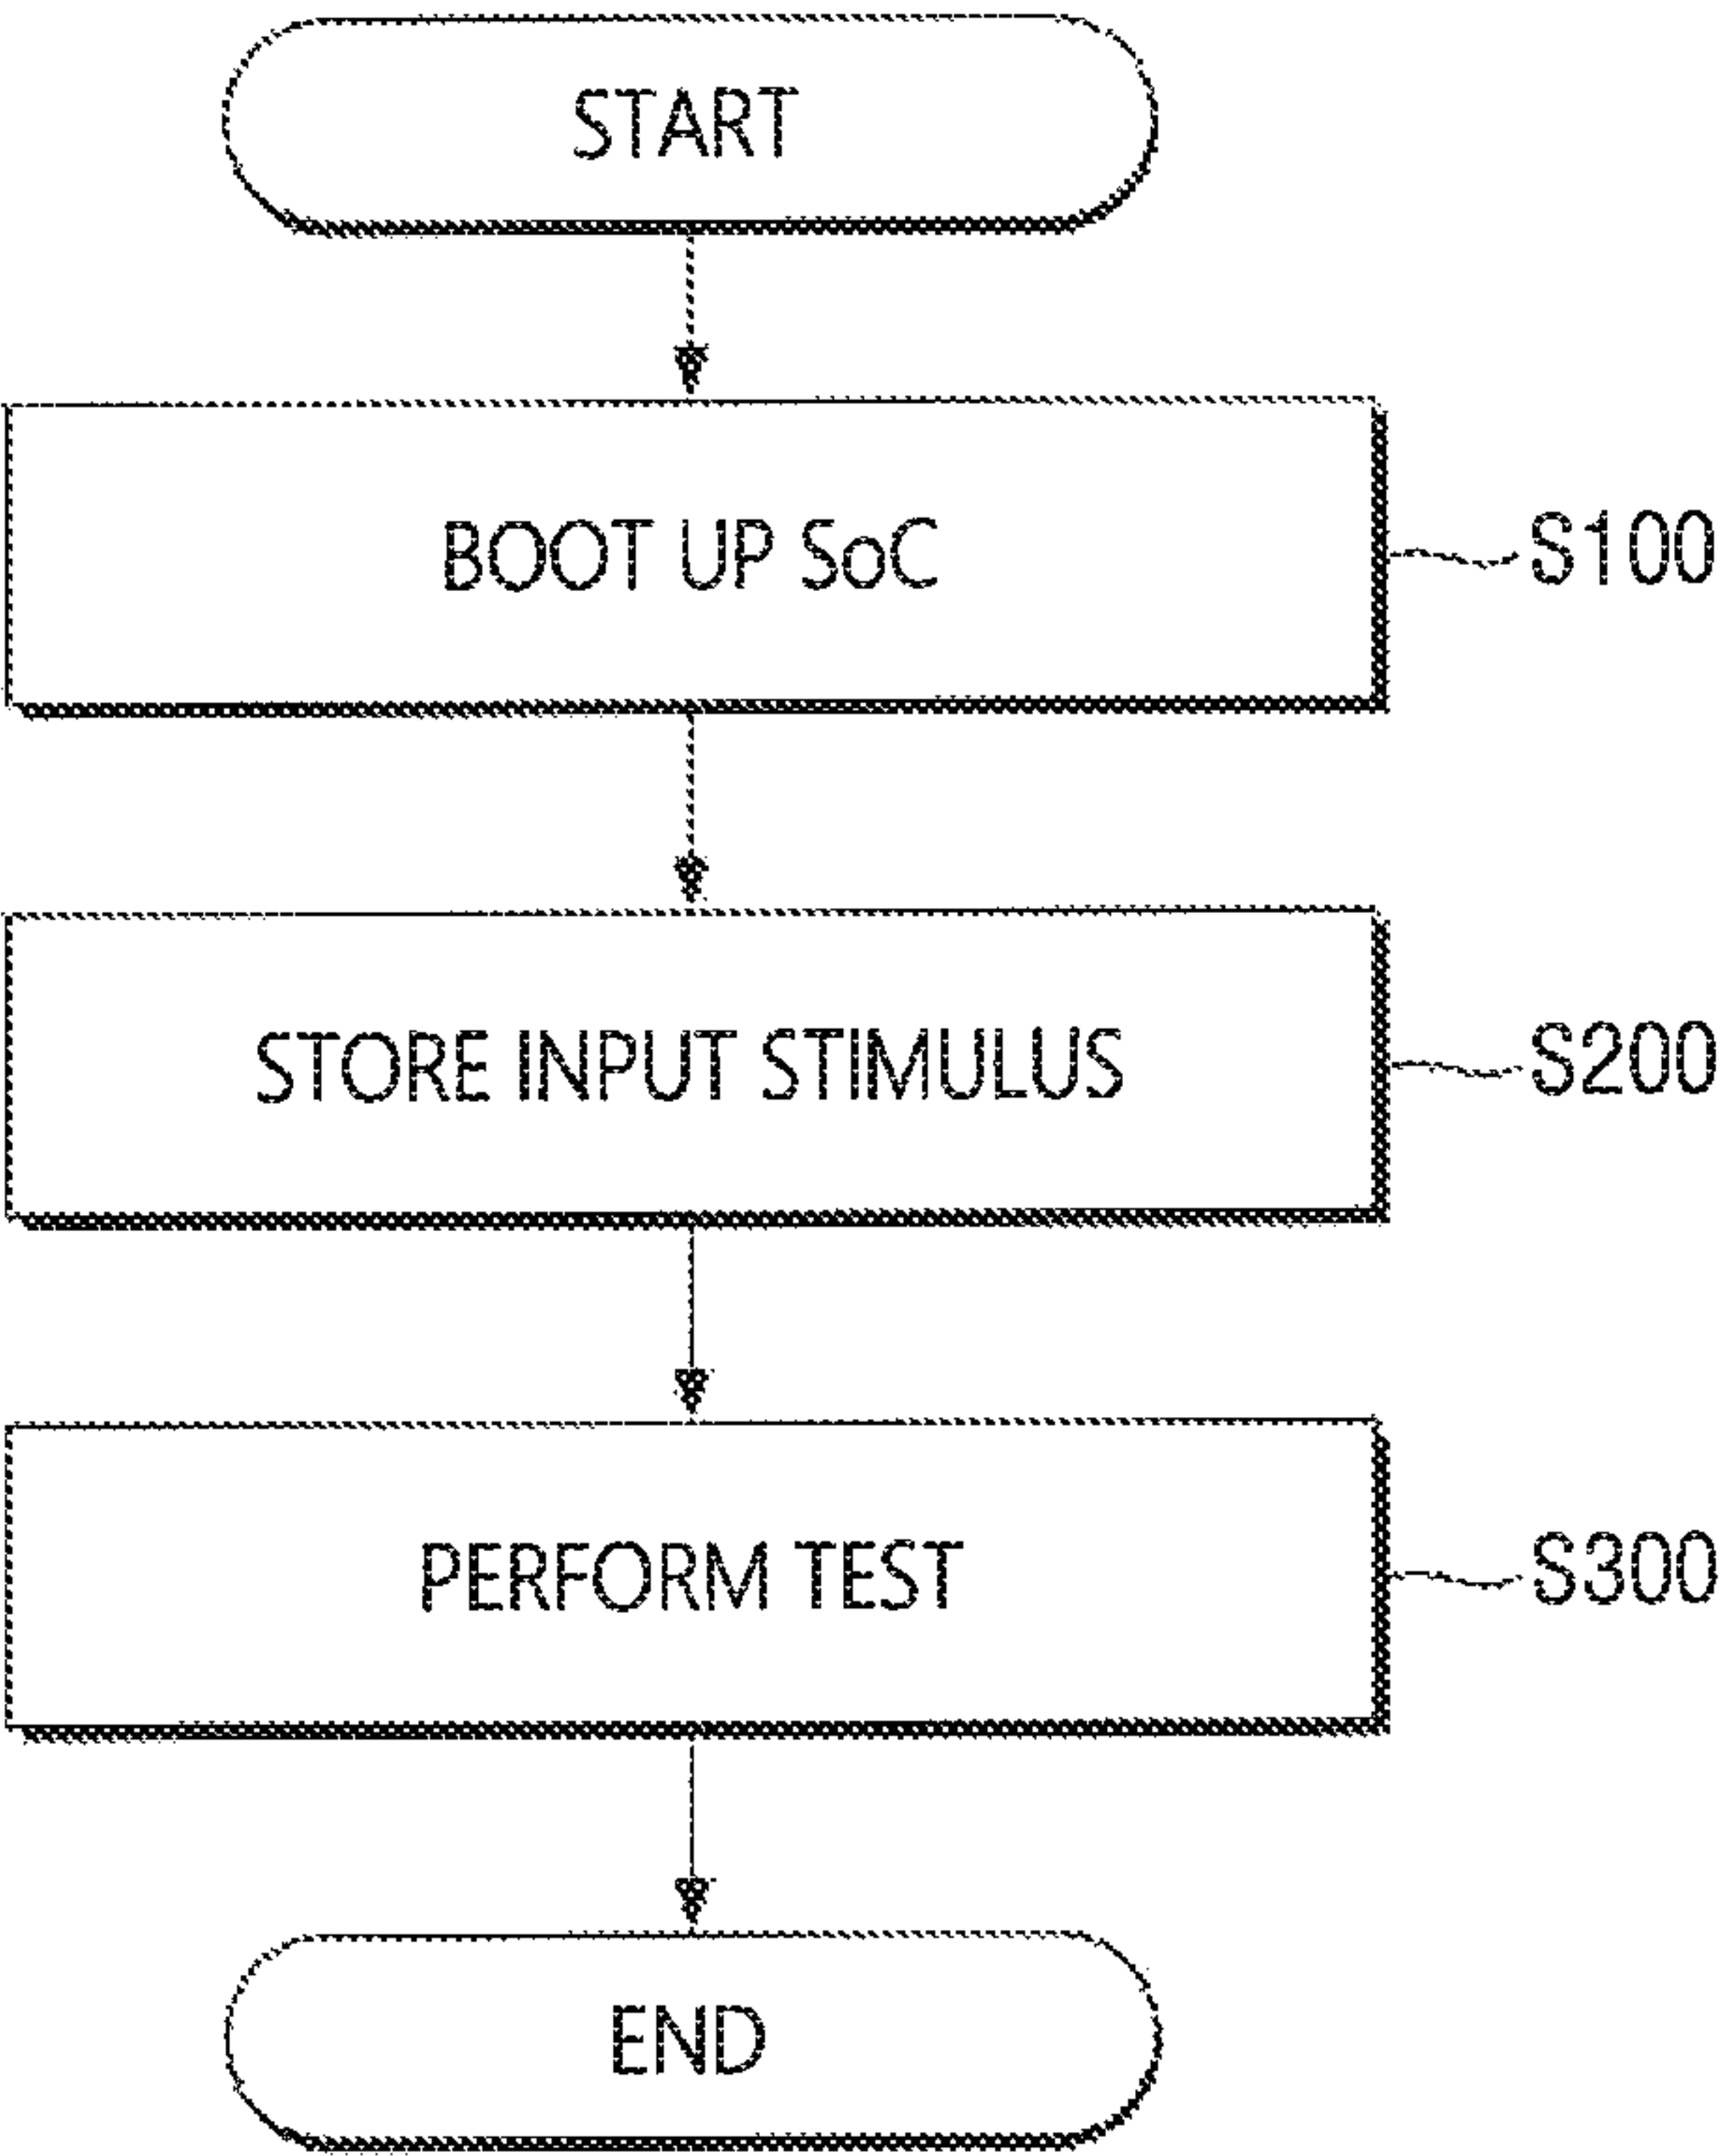 START
BOOT UP SoC
S100
STORE INPUT STIMULUS
S200
PERFORM TEST
S300
END